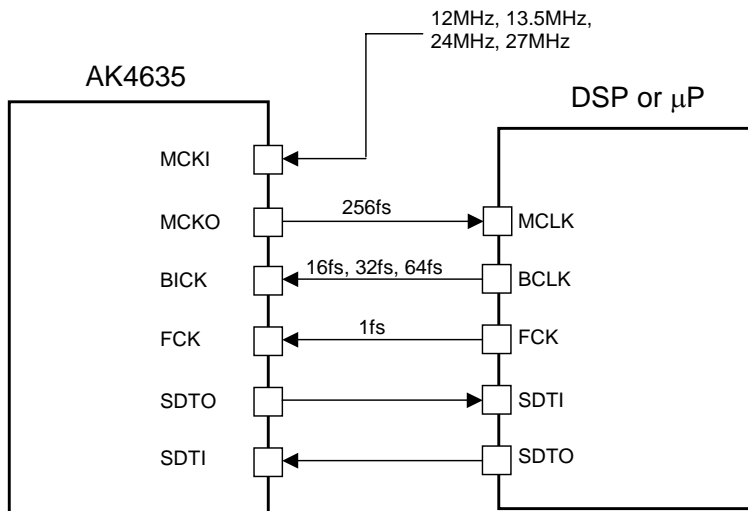 12MHz, 13.5MHz,
24MHz, 27MHz
AK4635
DSP or μP
MCKI
MCKO
256fs
MCLK
BICK
16fs, 32fs, 64fs
BCLK
FCK
1fs
FCK
SDTO
SDTI
SDTI
SDTO